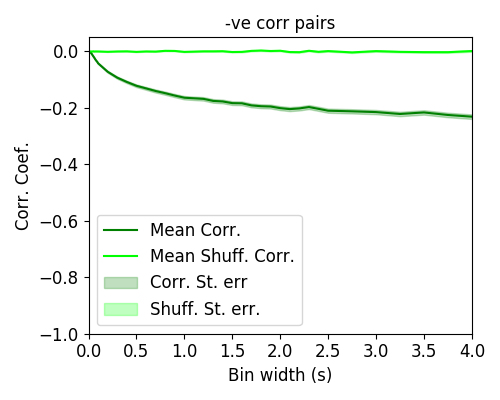 -ve corr pairs
0.0
−0.2
−0.4
−0.6
−0.8
−1.0
Corr. Coef.
Mean Corr.
Mean Shuff. Corr.
Corr. St. err
Shuff. St. err.
0.0 0.5 1.0 1.5 2.0 2.5 3.0 3.5 4.0
Bin width (s)